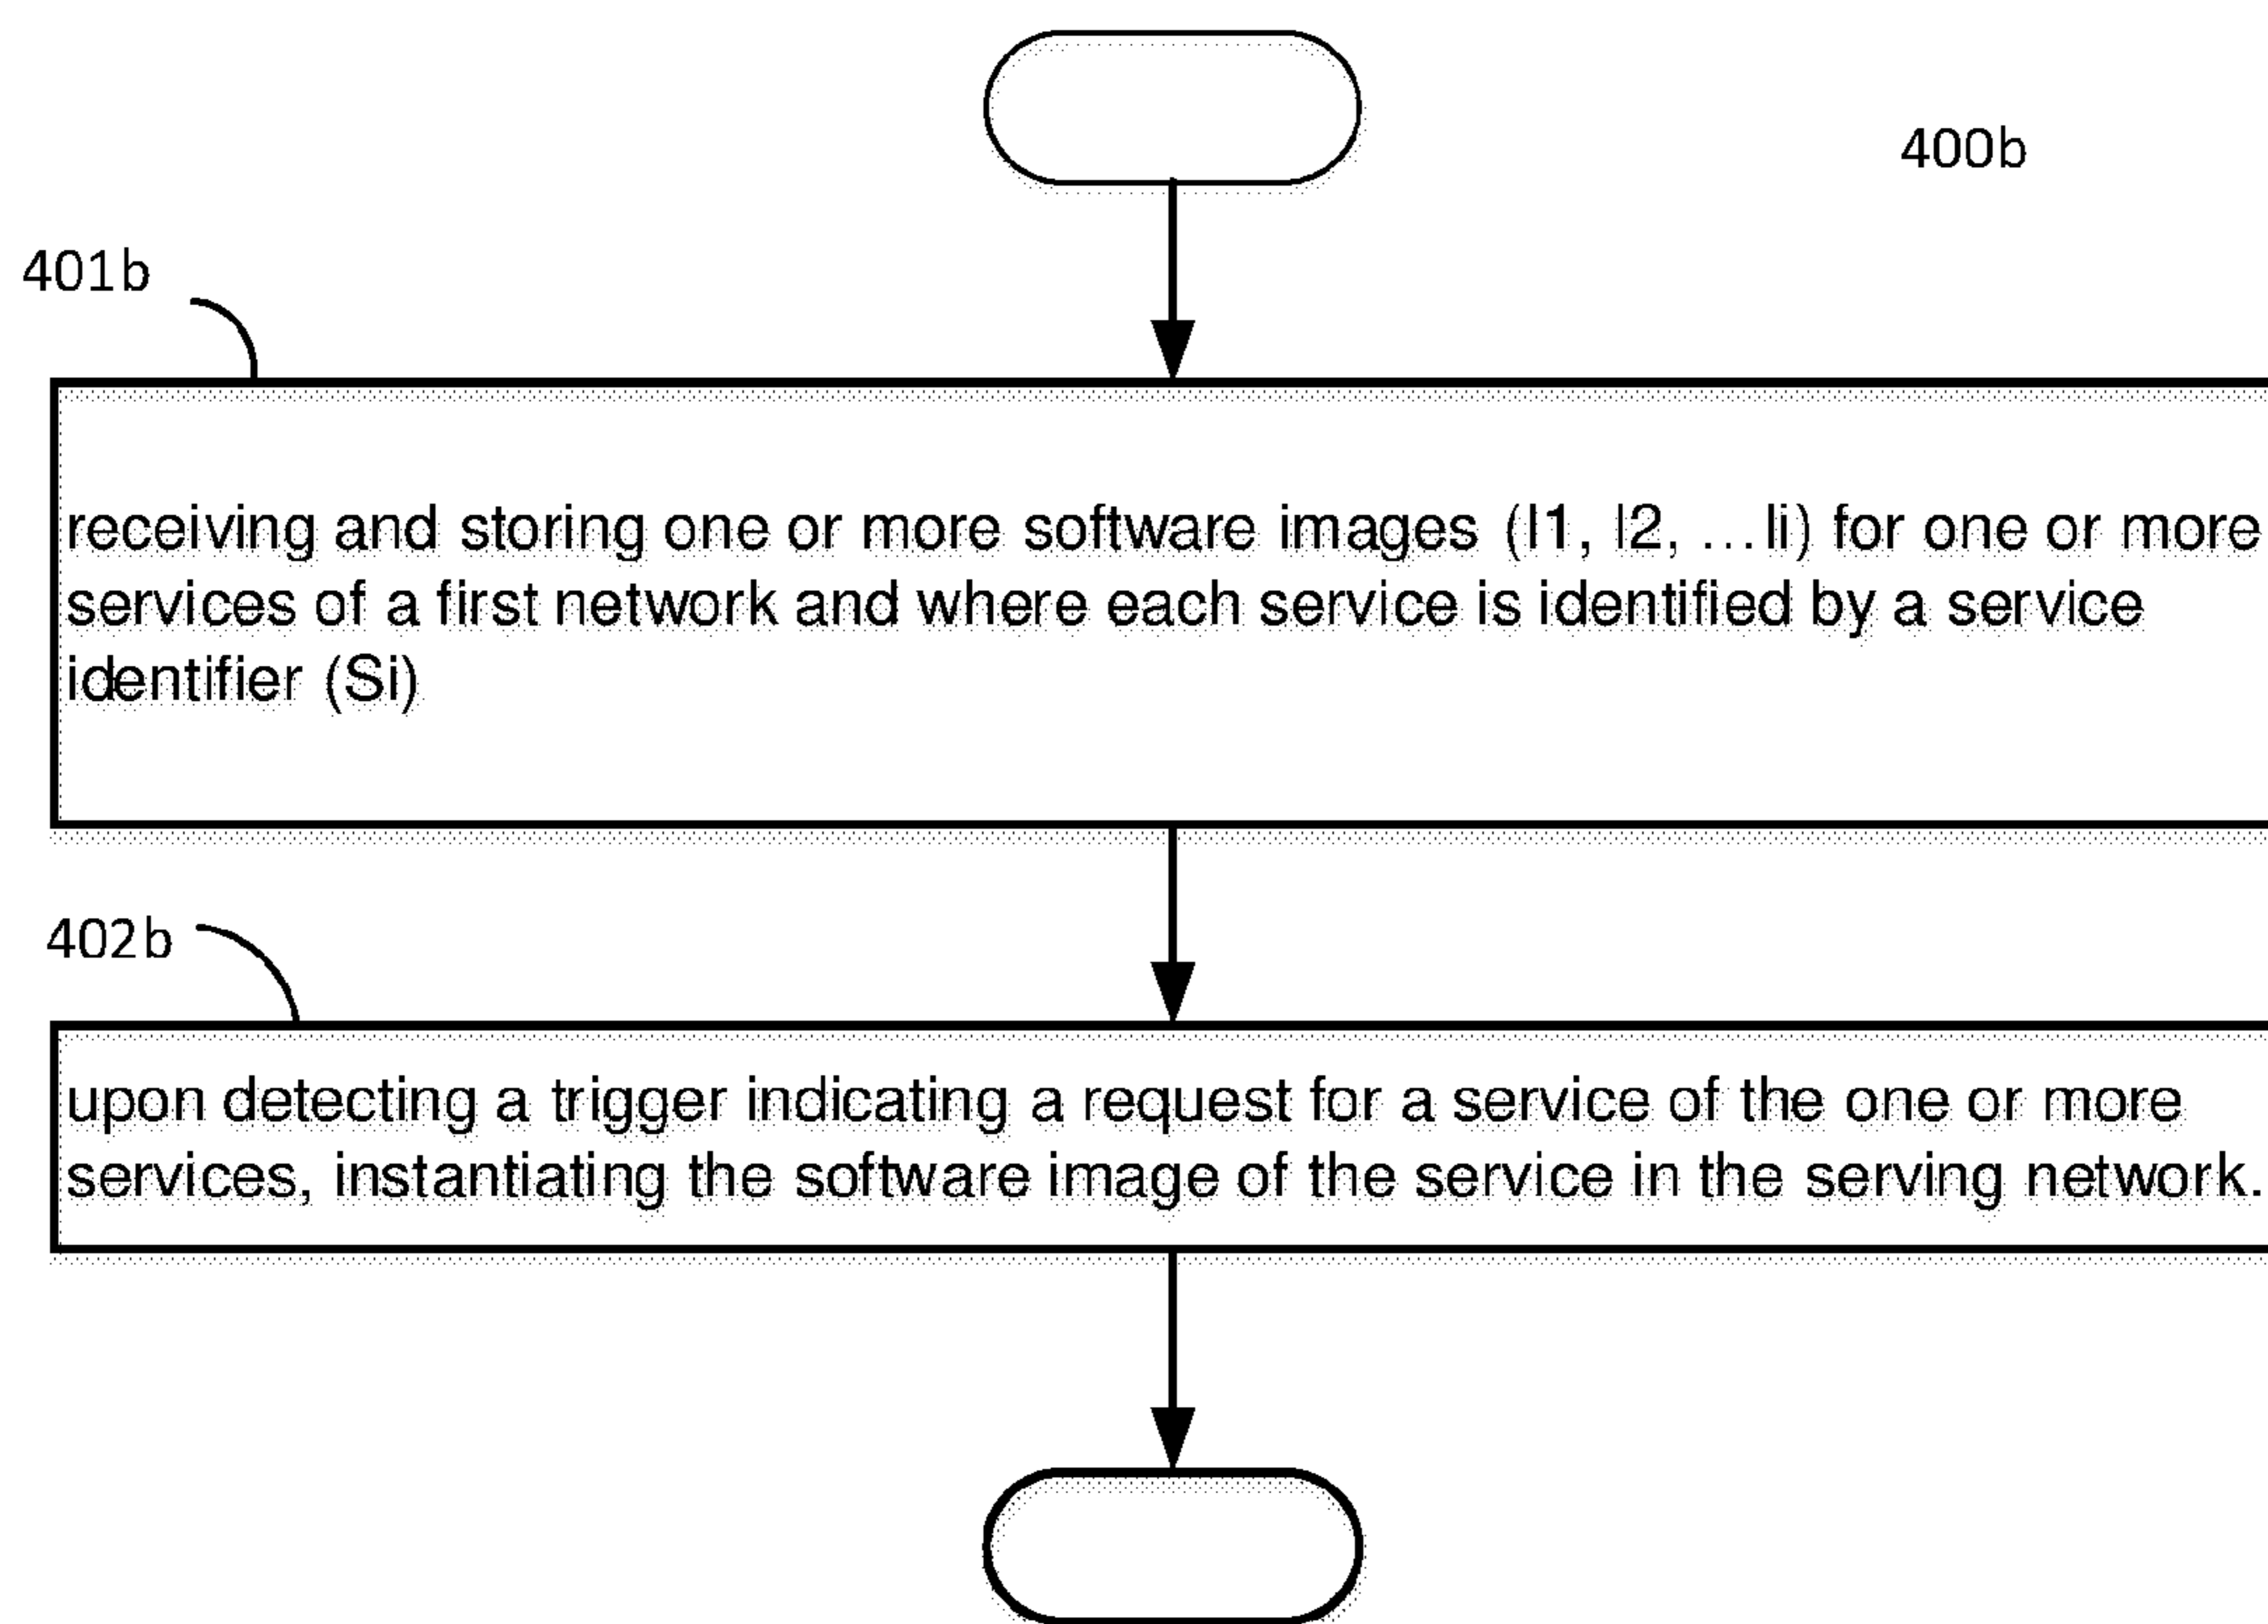 400b
401b
receiving and storing one or more software images (I1, I2, ...Ii) for one or more
services of a first network and where each service is identified by a service
identifier (Si)
402b
upon detecting a trigger indicating a request for a service of the one or more
services, instantiating the software image of the service in the serving network.